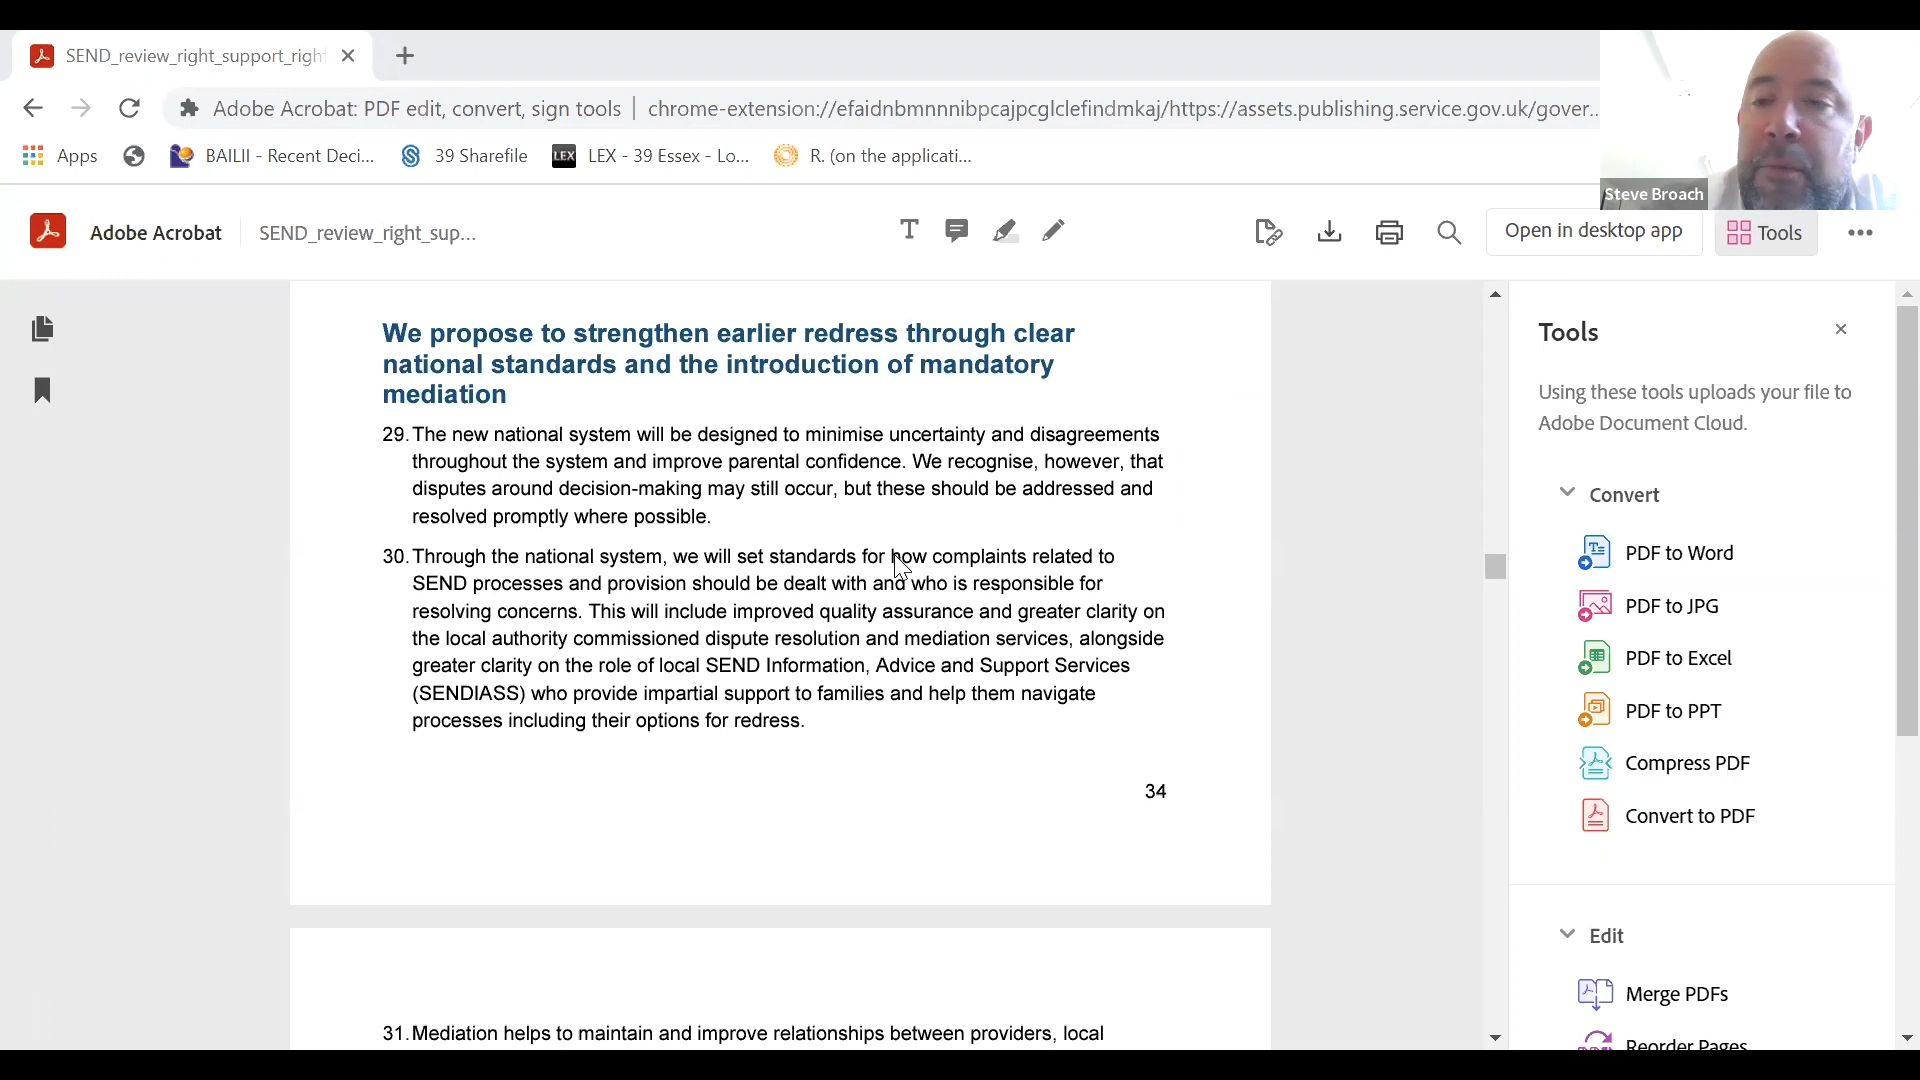 SEND_review_right_support_righ
Adobe Acrobat: PDF edit, convert, sign tools | chrome-extension://efaidnbmnnnibpcajpcglclefindmkaj/https://assets.publishing.service.gov.uk/gover...
Apps
BAILII - Recent Deci...
39 Sharefile
LEX
LEX - 39 Essex - Lo...
R. (on the applicati...
Steve Broach
Adobe Acrobat
SEND_review_right_sup...
Open in desktop app
Tools
We propose to strengthen earlier redress through clear
national standards and the introduction of mandatory
mediation
29. The new national system will be designed to minimise uncertainty and disagreements
throughout the system and improve parental confidence. We recognise, however, that
disputes around decision-making may still occur, but these should be addressed and
resolved promptly where possible.
30. Through the national system, we will set standards for how complaints related to
SEND processes and provision should be dealt with and who is responsible for
resolving concerns. This will include improved quality assurance and greater clarity on
the local authority commissioned dispute resolution and mediation services, alongside
greater clarity on the role of local SEND Information, Advice and Support Services
(SENDIASS) who provide impartial support to families and help them navigate
processes including their options for redress.
34
31. Mediation helps to maintain and improve relationships between providers, local
Tools
Using these tools uploads your file to
Adobe Document Cloud.
Convert
PDF to Word
PDF to JPG
PDF to Excel
PDF to PPT
Compress PDF
Convert to PDF
Edit
Merge PDFs
Reorder Pages